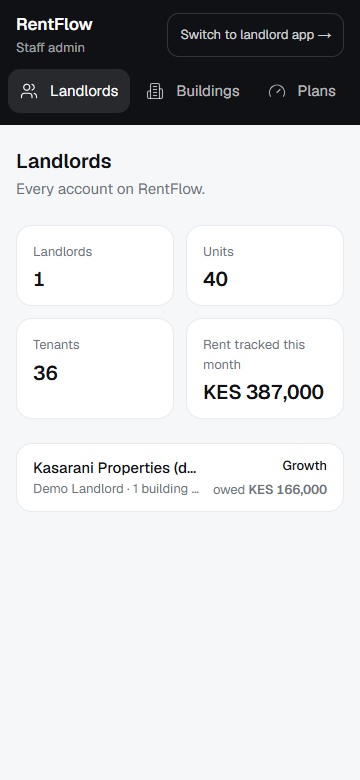 RentFlow
Staff admin
Switch to landlord app →
Landlords
Buildings
Plans
Landlords
Every account on RentFlow.
Landlords
1
Units
40
Tenants
36
Rent tracked this
month
KES 387,000
Kasarani Properties (d...
Growth
Demo Landlord · 1 building ...
owed KES 166,000